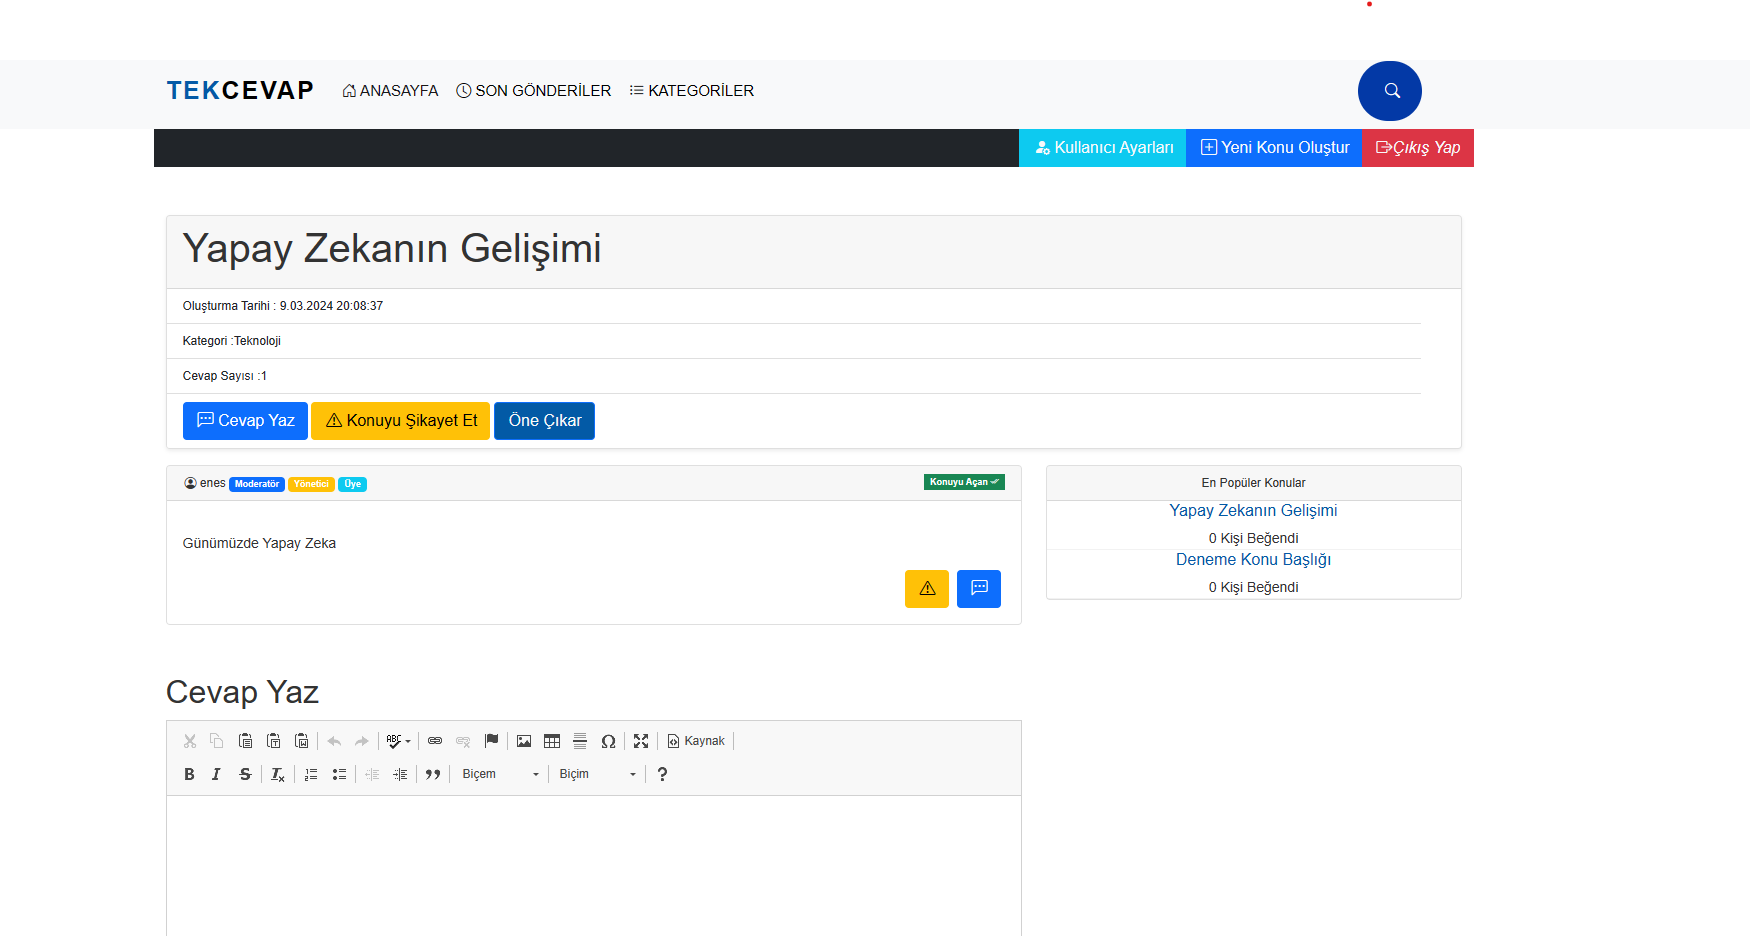 TEKCEVAP ANASAYFA SON GÖNDERİLER KATEGORİLER
Kullanıcı Ayarları Yeni Konu Oluştur Çıkış Yap
Yapay Zekanın Gelişimi
Oluşturma Tarihi : 9.03.2024 20:08:37
Kategori :Teknoloji
Cevap Sayısı :1
Cevap Yaz Konuyu Şikayet Et Öne Çıkar
enes Moderatör Yönetici Üye Konuyu Açan
Günümüzde Yapay Zeka
En Popüler Konular
Yapay Zekanın Gelişimi
0 Kişi Beğendi
Deneme Konu Başlığı
0 Kişi Beğendi
Cevap Yaz
Kaynak
Biçem Biçim